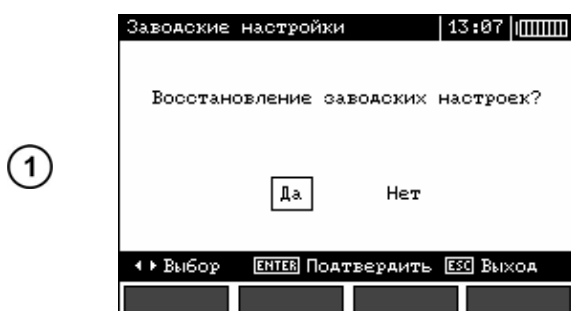 Заводские настройки 13:07
Восстановление заводских настроек?
1
Да Нет
Выбор ENTER Подтвердить ESC Выход